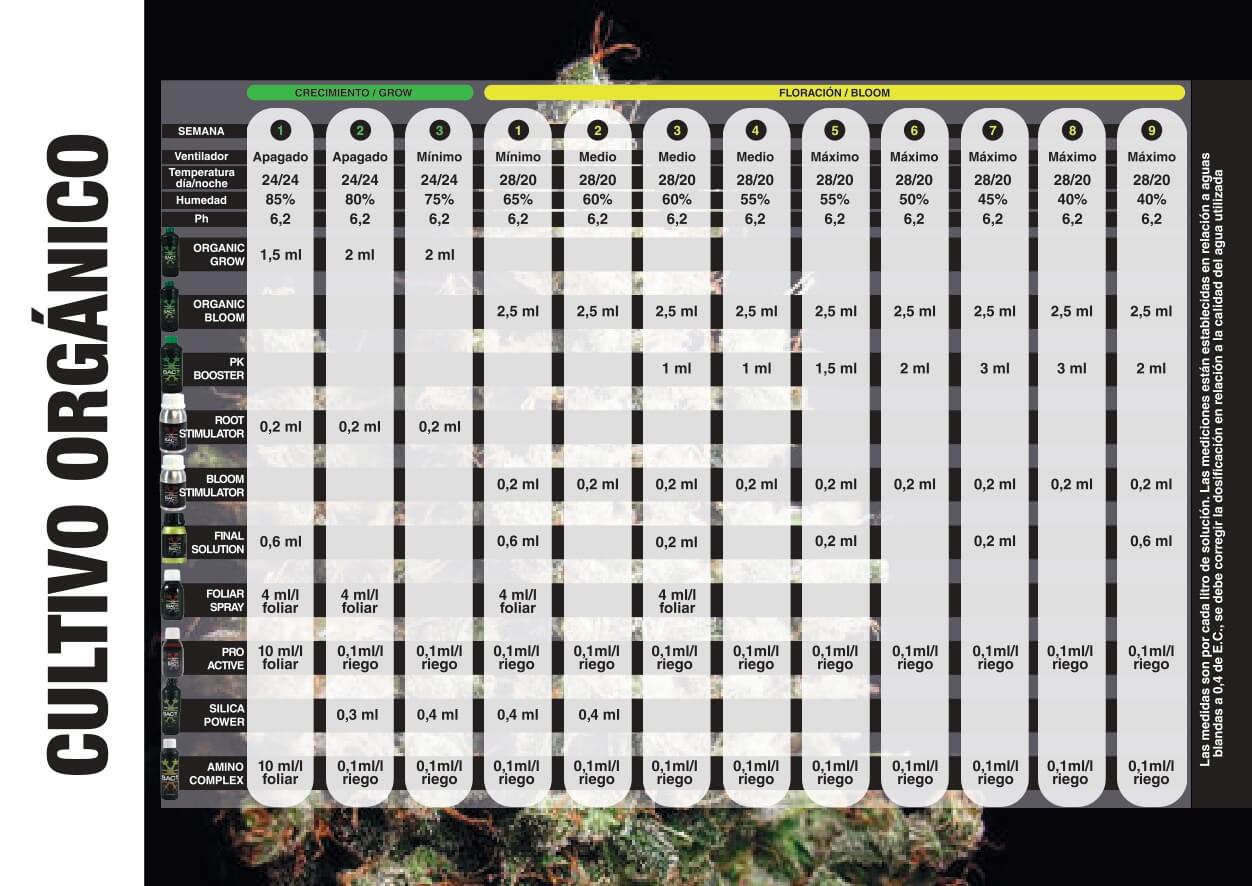 CULTIVO ORGÁNICO
CRECIMIENTO / GROW FLORACIÓN / BLOOM
SEMANA 1 2 3 1 2 3 4 5 6 7 8 9
Ventilador Apagado Apagado Mínimo Mínimo Medio Medio Medio Máximo Máximo Máximo Máximo Máximo
Temperatura
día/noche 24/24 24/24 24/24 28/20 28/20 28/20 28/20 28/20 28/20 28/20 28/20 28/20
Humedad 85% 80% 75% 65% 60% 60% 55% 55% 50% 45% 40% 40%
Ph 6,2 6,2 6,2 6,2 6,2 6,2 6,2 6,2 6,2 6,2 6,2 6,2
ORGANIC
GROW 1,5 ml 2 ml 2 ml
ORGANIC
BLOOM 2,5 ml 2,5 ml 2,5 ml 2,5 ml 2,5 ml 2,5 ml 2,5 ml 2,5 ml 2,5 ml
PK
BOOSTER 1 ml 1 ml 1,5 ml 2 ml 3 ml 3 ml 2 ml
ROOT
STIMULATOR 0,2 ml 0,2 ml 0,2 ml
BLOOM
STIMULATOR 0,2 ml 0,2 ml 0,2 ml 0,2 ml 0,2 ml 0,2 ml 0,2 ml 0,2 ml 0,2 ml
FINAL
SOLUTION 0,6 ml 0,6 ml 0,2 ml 0,2 ml 0,2 ml 0,6 ml
FOLIAR 4 ml/l 4 ml/l 4 ml/l 4 ml/l
SPRAY foliar foliar foliar foliar
PRO 10 ml/l 0,1ml/l 0,1ml/l 0,1ml/l 0,1ml/l 0,1ml/l 0,1ml/l 0,1ml/l 0,1ml/l 0,1ml/l 0,1ml/l 0,1ml/l
ACTIVE foliar riego riego riego riego riego riego riego riego riego riego riego
SILICA
POWER 0,3 ml 0,4 ml 0,4 ml 0,4 ml
AMINO 10 ml/l 0,1ml/l 0,1ml/l 0,1ml/l 0,1ml/l 0,1ml/l 0,1ml/l 0,1ml/l 0,1ml/l 0,1ml/l 0,1ml/l 0,1ml/l
COMPLEX foliar riego riego riego riego riego riego riego riego riego riego riego
Las medidas son por cada litro de solución. Las mediciones están establecidas en relación a aguas
blandas a 0,4 de E.C., se debe corregir la dosificación en relación a la calidad del agua utilizada